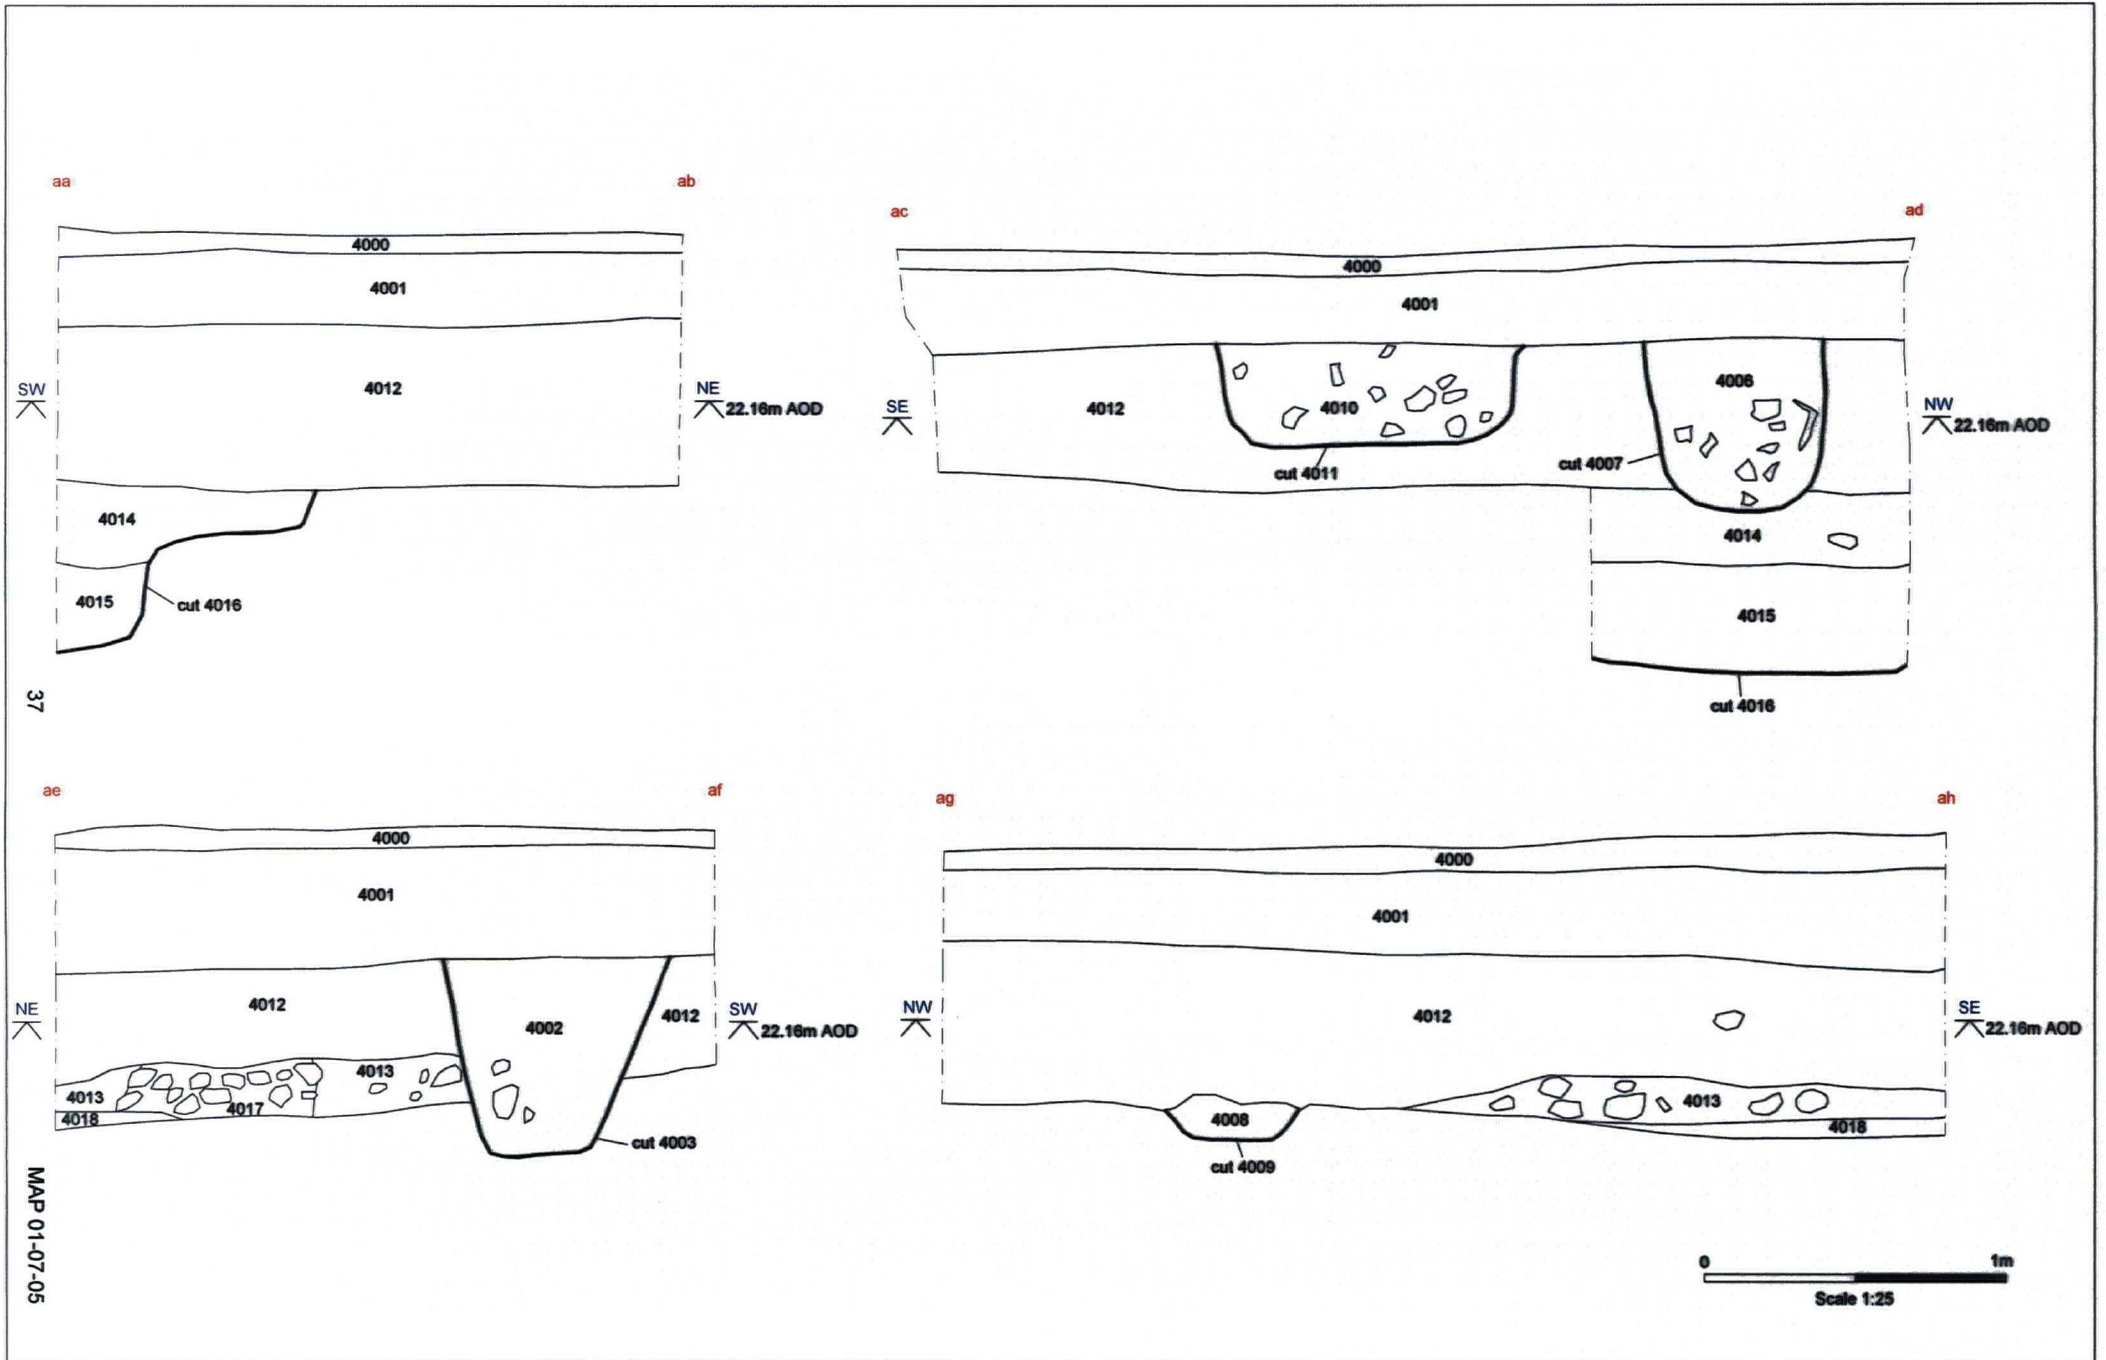 aa
ab
4000
4001
4012
SW
NE
22.16m AOD
4014
4015
cut 4016
ac
ad
4000
4001
4012
4010
4006
SE
NW
22.16m AOD
cut 4011
cut 4007
4014
4015
cut 4016
37
ae
af
4000
4001
4012
4002
4012
NE
SW
22.16m AOD
4013
4013
4017
4018
cut 4003
ag
ah
4000
4001
4012
NW
SE
22.16m AOD
4013
4008
4018
cut 4009
MAP 01-07-05
0 1m
Scale 1:25